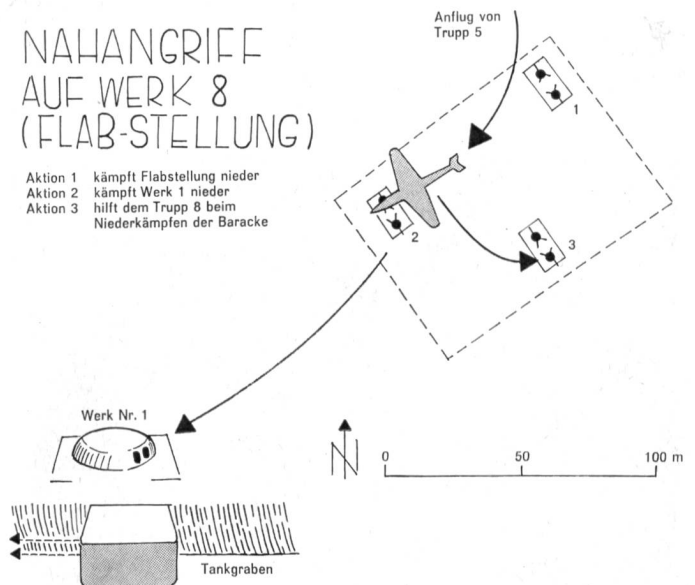 NAHANGRIFF
AUF WERK 8
(FLAB-STELLUNG)
Aktion 1 kämpft Flabstellung nieder
Aktion 2 kämpft Werk 1 nieder
Aktion 3 hilft dem Trupp 8 beim
Niederkämpfen der Baracke
Anflug von
Trupp 5
1
2
3
Werk Nr. 1
N
0 50 100 m
Tankgraben